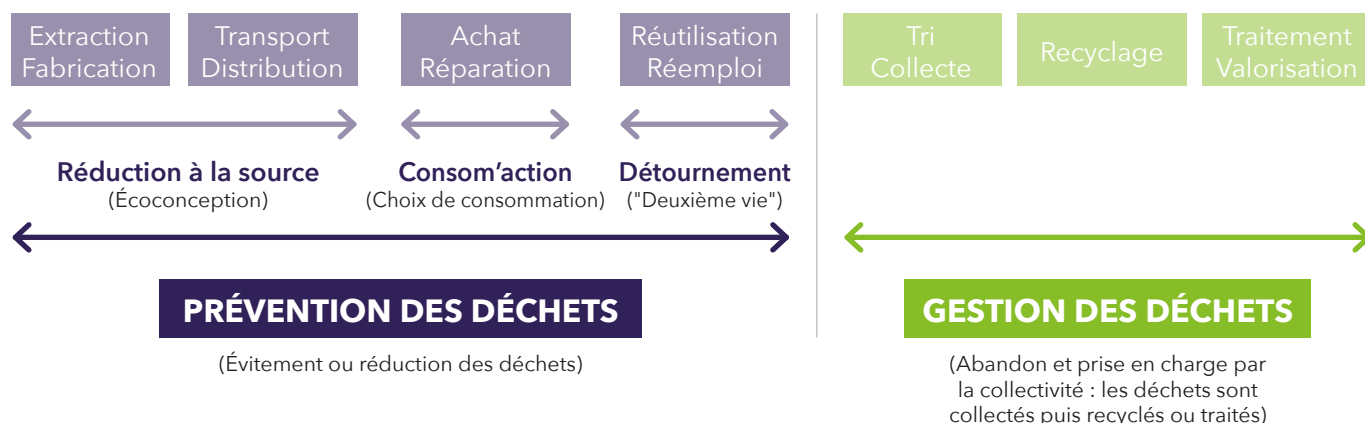 Extraction
Fabrication
Transport
Distribution
Achat
Réparation
Réutilisation
Réemploi
Tri
Collecte
Recyclage
Traitement
Valorisation
Réduction à la source
(Écoconception)
Consom’action
(Choix de consommation)
Détournement
("Deuxième vie")
PRÉVENTION DES DÉCHETS
(Évitement ou réduction des déchets)
GESTION DES DÉCHETS
(Abandon et prise en charge par
la collectivité : les déchets sont
collectés puis recyclés ou traités)